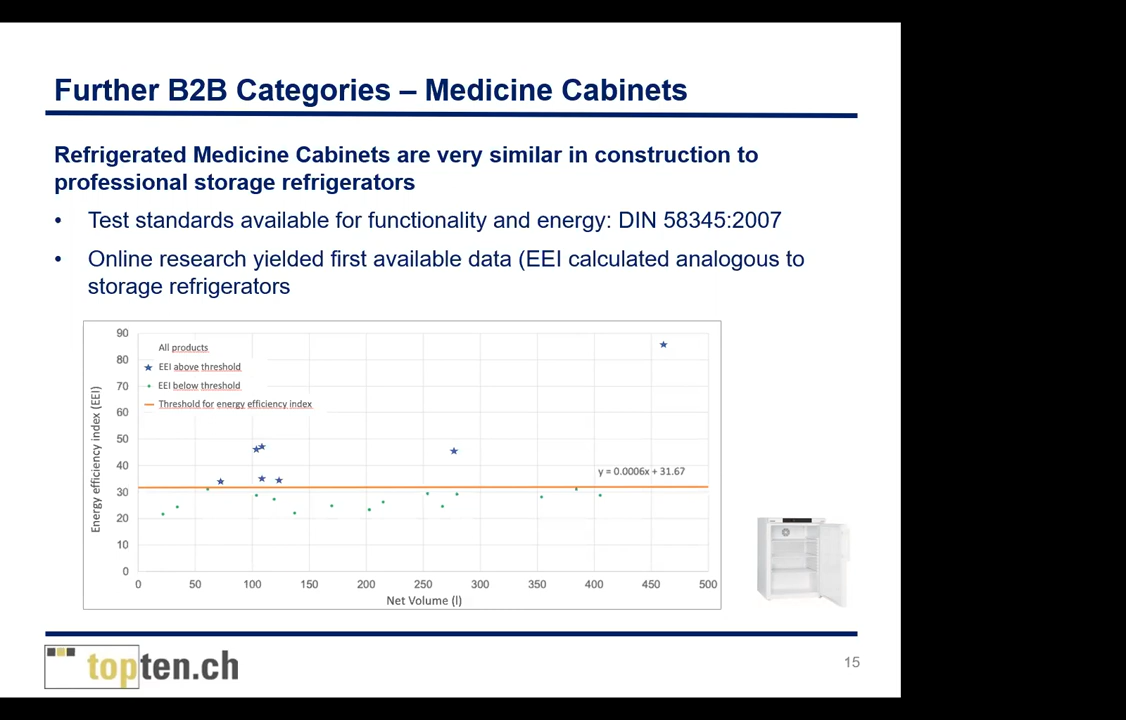 Further B2B Categories – Medicine Cabinets
Refrigerated Medicine Cabinets are very similar in construction to
professional storage refrigerators
• Test standards available for functionality and energy: DIN 58345:2007
• Online research yielded first available data (EEI calculated analogous to
storage refrigerators
Energy efficiency index (EEI)
90
80
70
60
50
40
30
20
10
0
All products
EEI above threshold
EEI below threshold
Threshold for energy efficiency index
y = 0.0006x + 31.67
0 50 100 150 200 250 300 350 400 450 500
Net Volume (l)
topten.ch
15